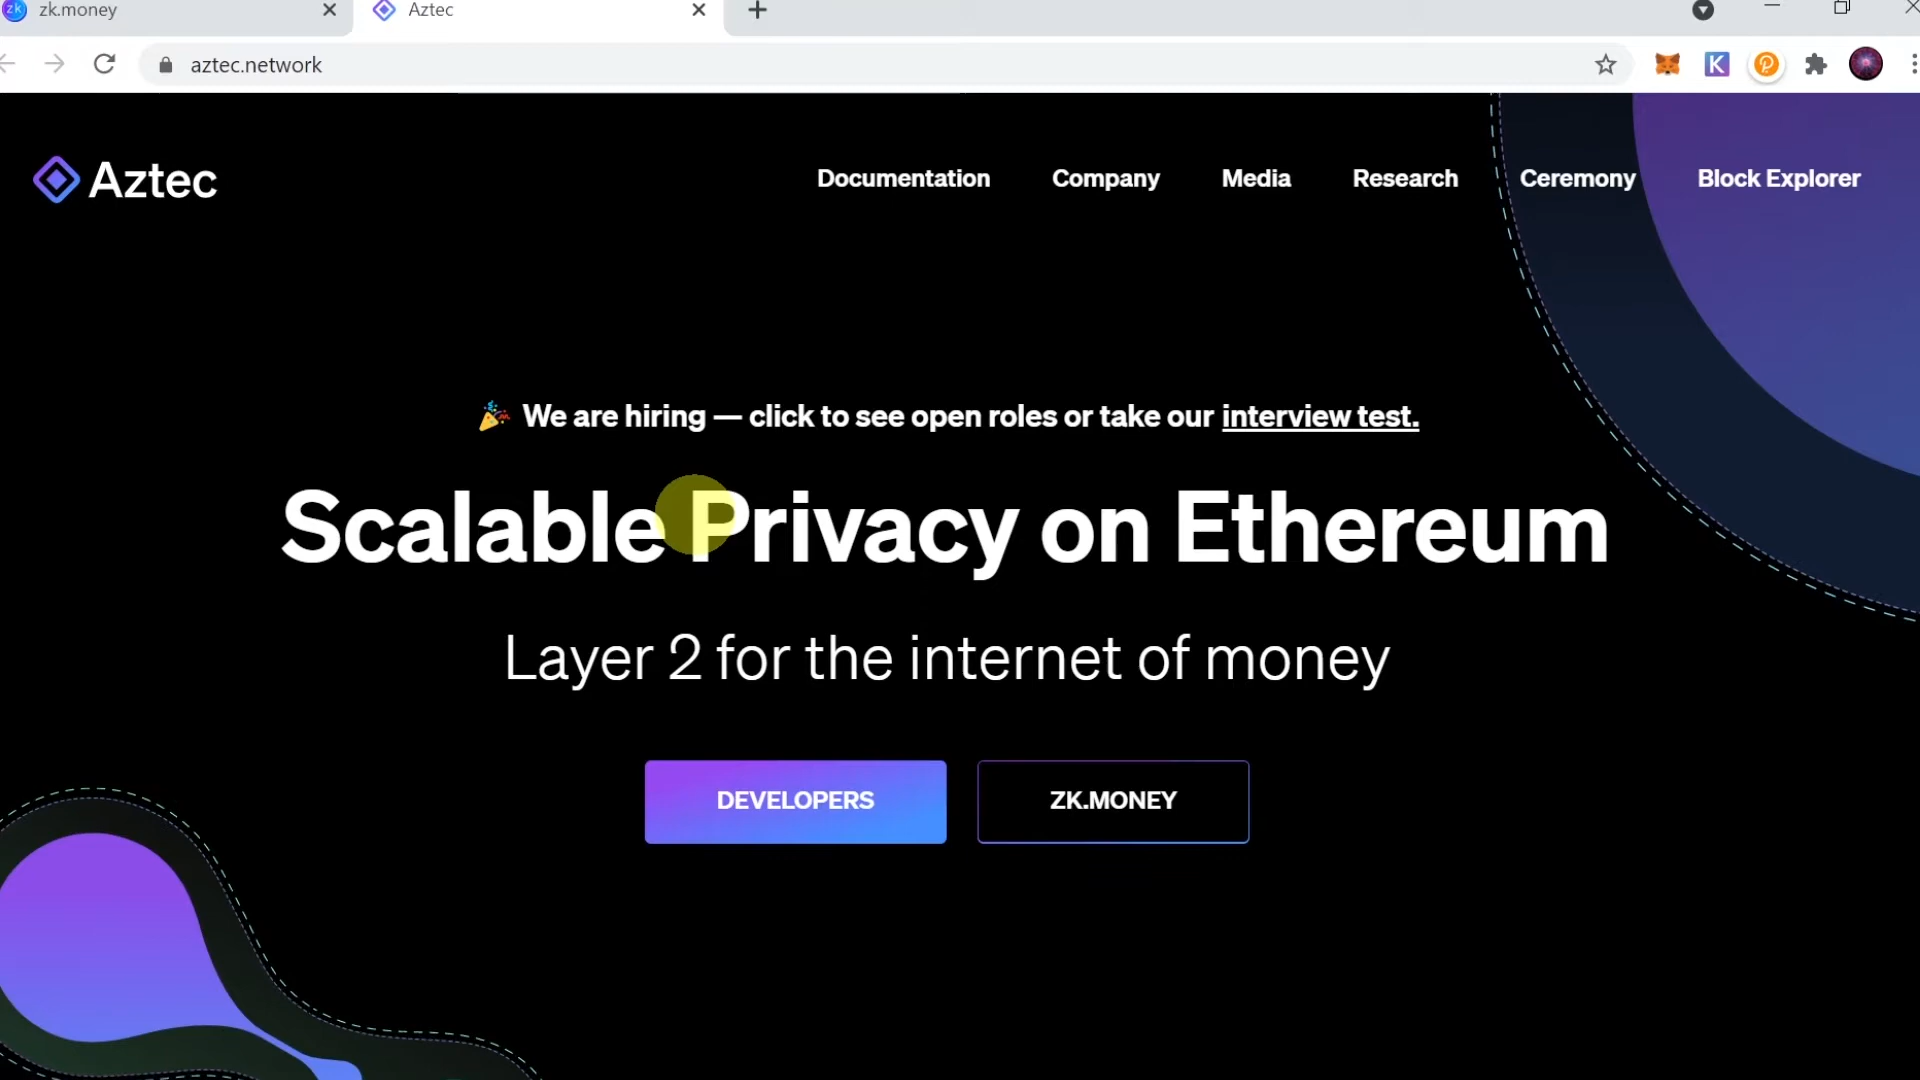 zk zk.money
Aztec
aztec.network
K
Aztec
Documentation
Company
Media
Research
Ceremony
Block Explorer
🎉 We are hiring — click to see open roles or take our interview test.
Scalable Privacy on Ethereum
Layer 2 for the internet of money
DEVELOPERS
ZK.MONEY